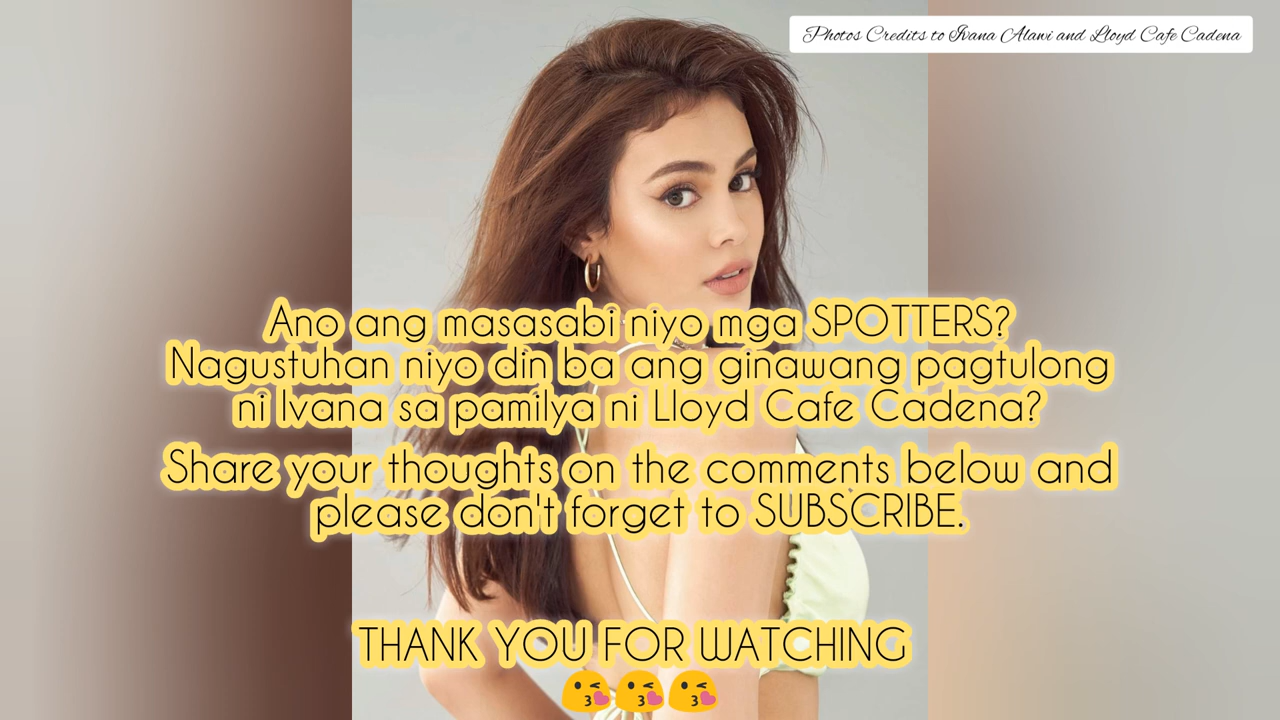 Photos Credits to Ivana Alawi and Lloyd Cafe Cadena
Ano ang masasabi niyo mga SPOTTERS?
Nagustuhan niyo din ba ang ginawang pagtulong
ni Ivana sa pamilya ni Lloyd Cafe Cadena?
Share your thoughts on the comments below and
please don't forget to SUBSCRIBE.
THANK YOU FOR WATCHING
😘😘😘